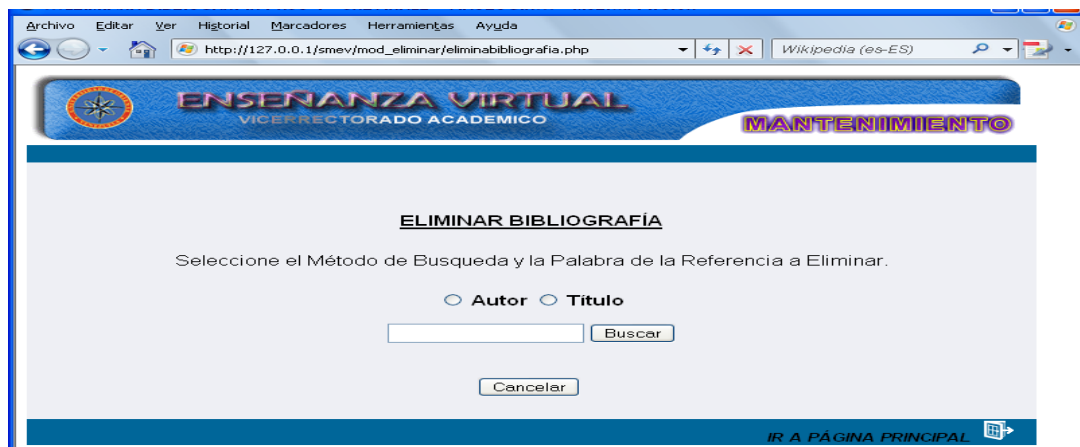 Archivo Editar Ver Historial Marcadores Herramientas Ayuda
http://127.0.0.1/smev/mod_eliminar/eliminabibliografia.php Wikipedia (es-ES)
ENSEÑANZA VIRTUAL
VICERRECTORADO ACADEMICO
MANTENIMIENTO
ELIMINAR BIBLIOGRAFÍA
Seleccione el Método de Busqueda y la Palabra de la Referencia a Eliminar.
Autor Título
Buscar
Cancelar
IR A PÁGINA PRINCIPAL